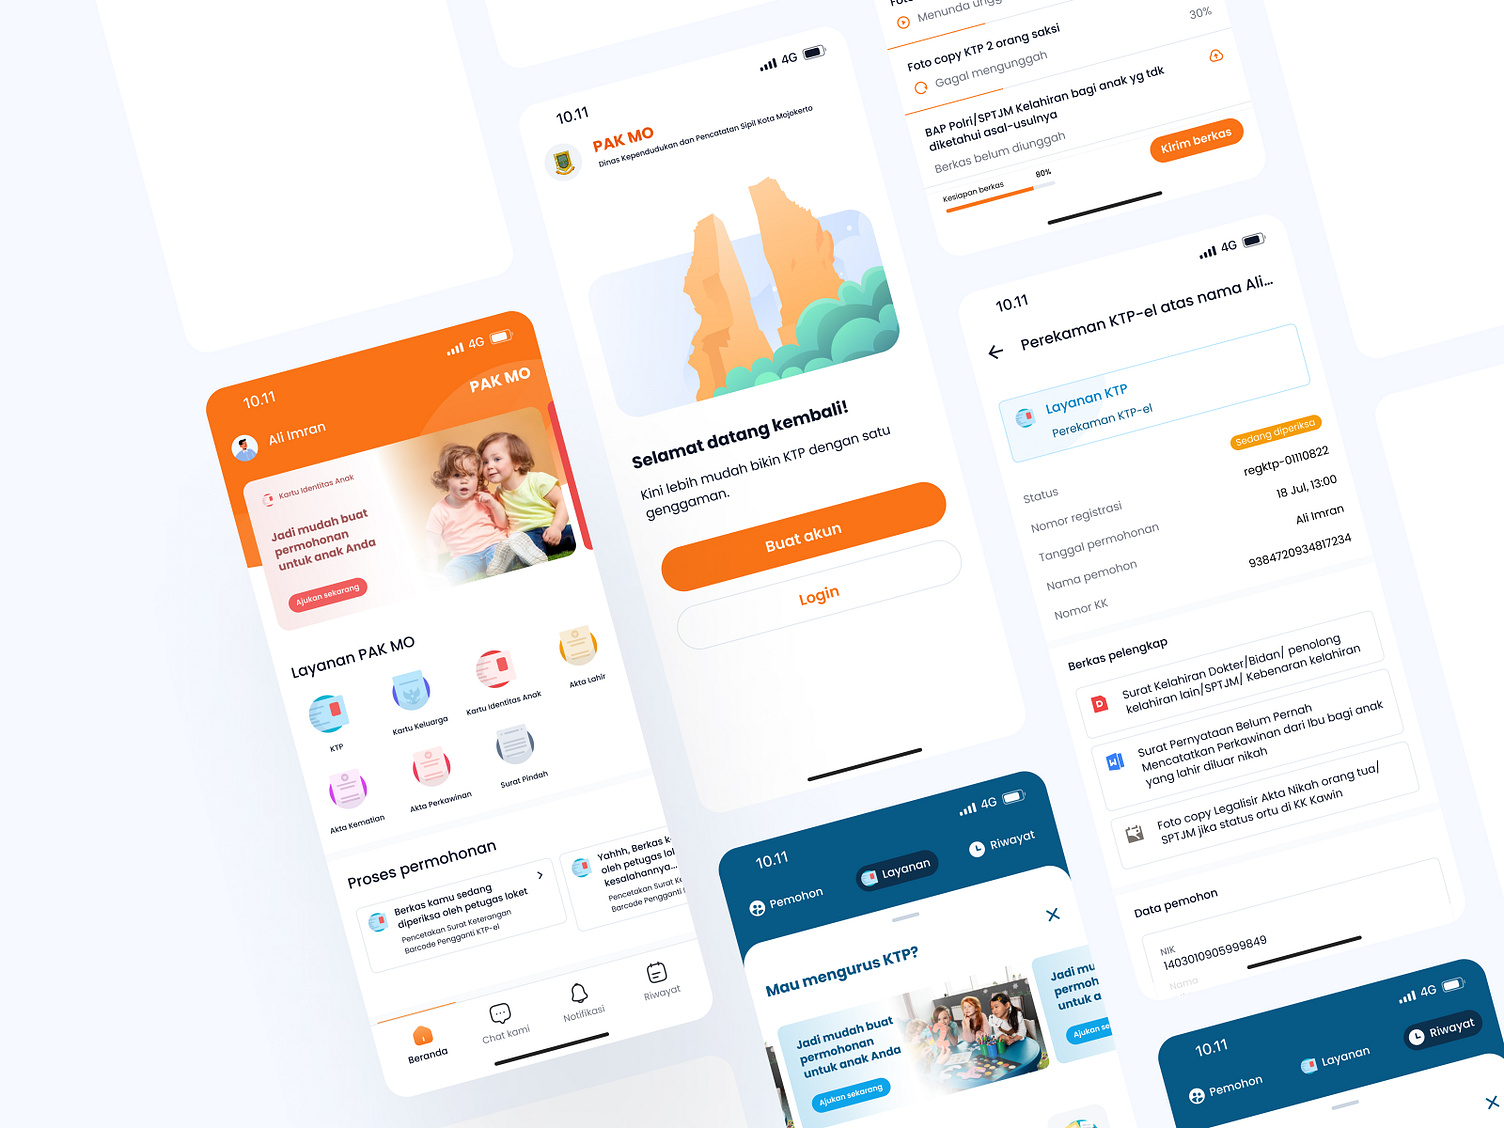 10.11
4G
PAK MO
Ali Imran
Kartu Identitas Anak
Jadi mudah buat
permohonan
untuk anak Anda
Ajukan sekarang
Layanan PAK MO
KTP
Kartu Keluarga
Kartu Identitas Anak
Akta Lahir
Akta Kematian
Akta Perkawinan
Surat Pindah
Proses permohonan
Berkas kamu sedang
diperiksa oleh petugas loket
Pencetakan Surat Keterangan
Barcode Pengganti KTP-el
Yahhh, Berkas k
oleh petugas lol
kesalahannya...
Pencetakan Surat Ke
Barcode Pengganti
Beranda
Chat kami
Notifikasi
Riwayat
10.11
4G
PAK MO
Dinas Kependudukan dan Pencatatan Sipil Kota Mojokerto
Selamat datang kembali!
Kini lebih mudah bikin KTP dengan satu
genggaman.
Buat akun
Login
10.11
4G
Pemohon
Layanan
Riwayat
Mau mengurus KTP?
Jadi mudah buat
permohonan
untuk anak Anda
Ajukan sekarang
Jadi mu
permoh
untuk a
Ajukan se
Menunda ungg
Foto copy KTP 2 orang saksi
30%
Gagal mengunggah
BAP Polri/SPTJM Kelahiran bagi anak yg tdk
diketahui asal-usulnya
Berkas belum diunggah
Kesiapan berkas
80%
Kirim berkas
10.11
4G
Perekaman KTP-el atas nama Ali...
Layanan KTP
Perekaman KTP-el
Status
Sedang diperiksa
Nomor registrasi
regktp-01110822
Tanggal permohonan
18 Jul, 13:00
Nama pemohon
Ali Imran
Nomor KK
9384720934817234
Berkas pelengkap
Surat Kelahiran Dokter/Bidan/ penolong
kelahiran lain/SPTJM/ Kebenaran kelahiran
Surat Pernyataan Belum Pernah
Mencatatkan Perkawinan dari Ibu bagi anak
yang lahir diluar nikah
Foto copy Legalisir Akta Nikah orang tua/
SPTJM jika status ortu di KK Kawin
Data pemohon
NIK
1403010905999849
Nama
10.11
4G
Pemohon
Layanan
Riwayat